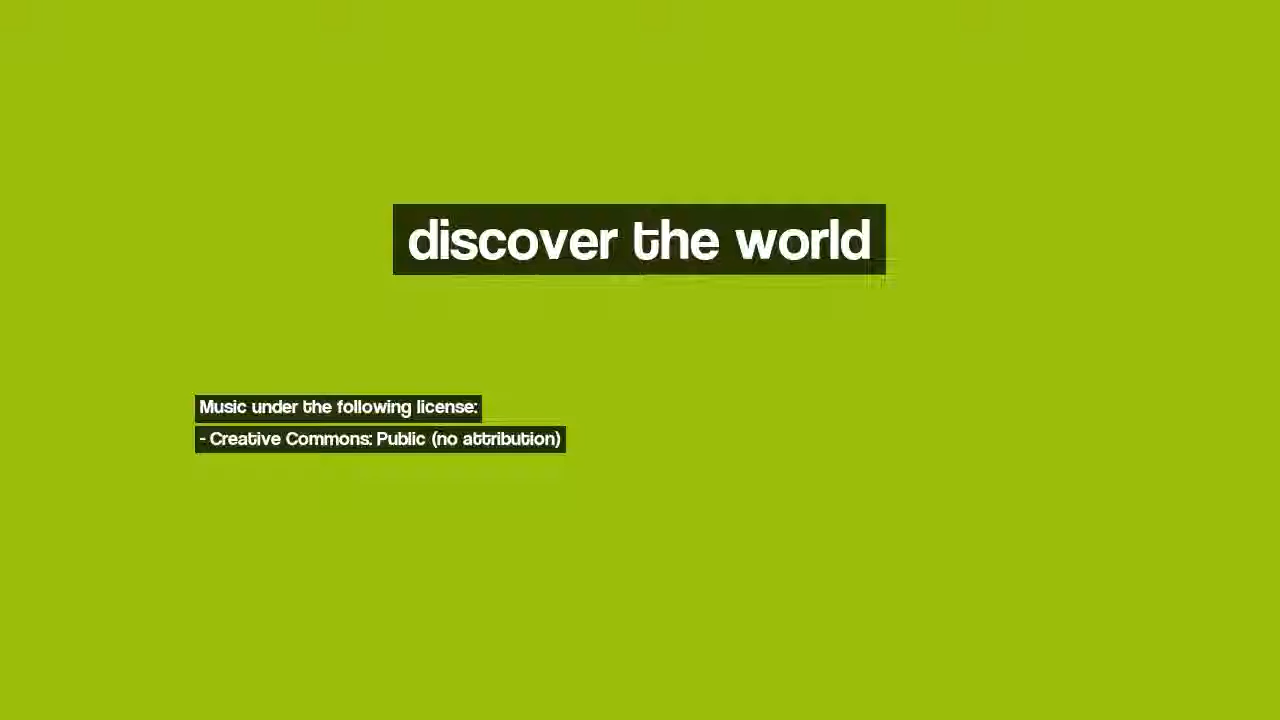 discover the world
Music under the following license:
- Creative Commons: Public (no attribution)